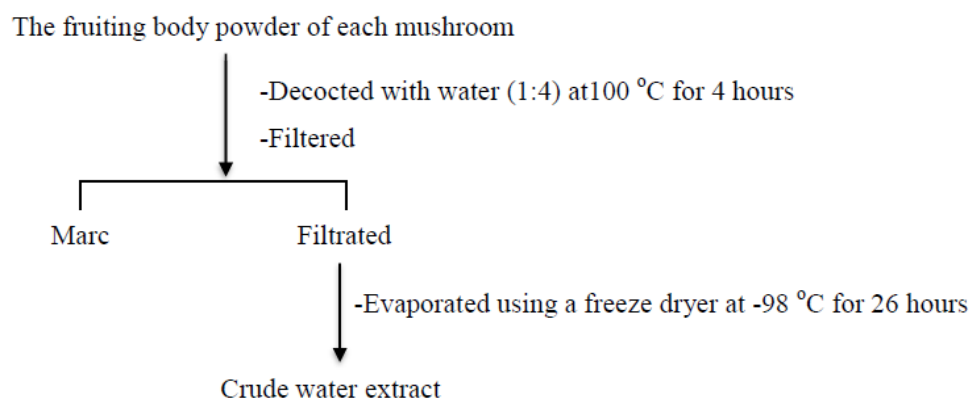 The fruiting body powder of each mushroom
-Decocted with water (1:4) at100 °C for 4 hours
-Filtered
Marc
Filtrated
-Evaporated using a freeze dryer at -98 °C for 26 hours
Crude water extract